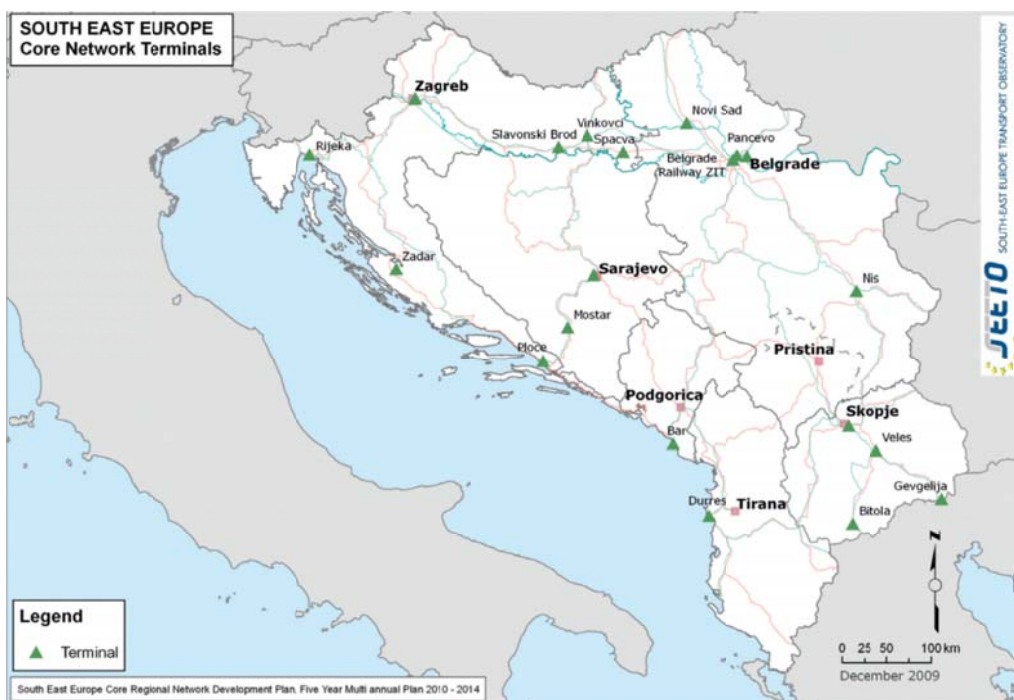 SOUTH EAST EUROPE
Core Network Terminals
Zagreb
Rijeka
Slavonski Brod
Vinkovci
Spacva
Novi Sad
Pancevo
Belgrade
Railway ZIT
Belgrade
Zadar
Sarajevo
Mostar
Ploce
Nis
Pristina
Podgorica
Bar
Skopje
Veles
Gevgelija
Bitola
Durres
Tirana
Legend
Terminal
N
0 25 50 100 km
December 2009
South East Europe Core Regional Network Development Plan. Five Year Multi annual Plan 2010 - 2014
SEETO
SOUTH-EAST EUROPE TRANSPORT OBSERVATORY